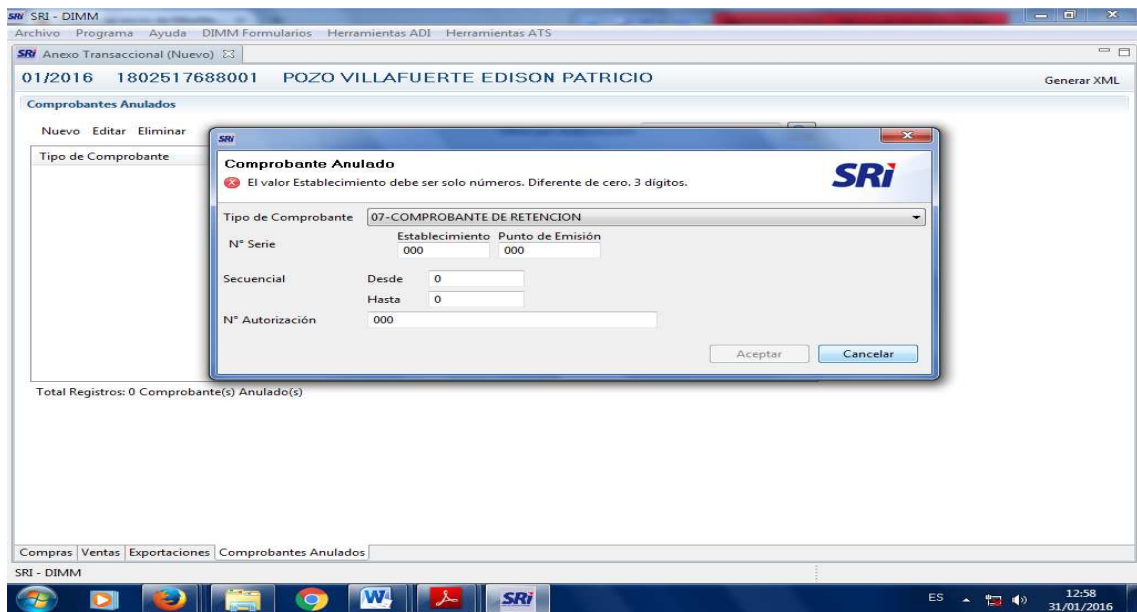 SRi SRI - DIMM
Archivo Programa Ayuda DIMM Formularios Herramientas ADI Herramientas ATS
SRi Anexo Transaccional (Nuevo)
01/2016 1802517688001 POZO VILLAFUERTE EDISON PATRICIO
Generar XML
Comprobantes Anulados
Nuevo Editar Eliminar
Tipo de Comprobante
SRi
Comprobante Anulado
El valor Establecimiento debe ser solo números. Diferente de cero. 3 dígitos.
SRi
Tipo de Comprobante 07-COMPROBANTE DE RETENCION
Establecimiento Punto de Emisión
N° Serie 000 000
Secuencial Desde 0
Hasta 0
N° Autorización 000
Aceptar Cancelar
Total Registros: 0 Comprobante(s) Anulado(s)
Compras Ventas Exportaciones Comprobantes Anulados
SRI - DIMM
W SRi ES 12:58
31/01/2016